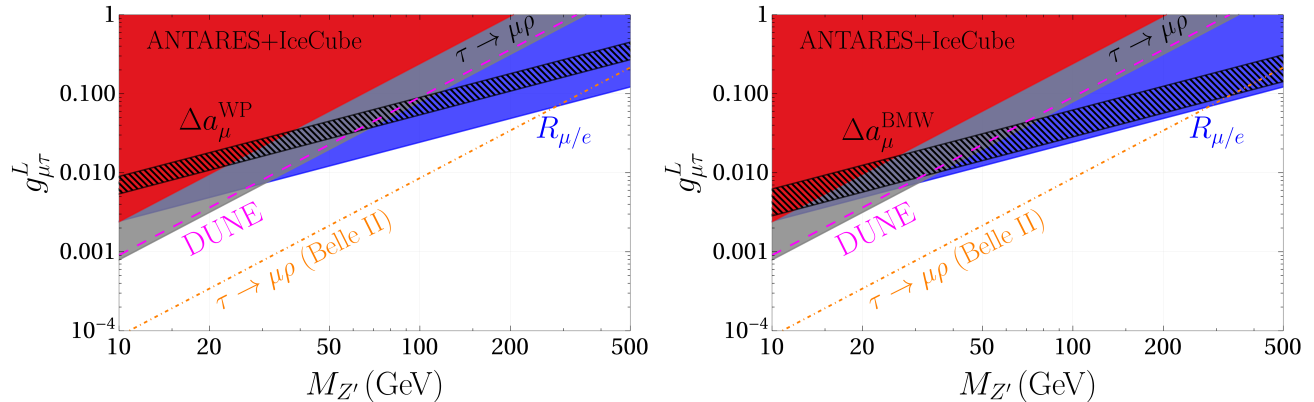 ANTARES+IceCube
τ → μρ
Δa_μ^WP
R_μ/e
DUNE
τ → μρ (Belle II)
g_μτ^L
1
0.100
0.010
0.001
10^-4
10 20 50 100 200 500
M_Z′ (GeV)
ANTARES+IceCube
τ → μρ
Δa_μ^BMW
R_μ/e
DUNE
τ → μρ (Belle II)
g_μτ^L
1
0.100
0.010
0.001
10^-4
10 20 50 100 200 500
M_Z′ (GeV)